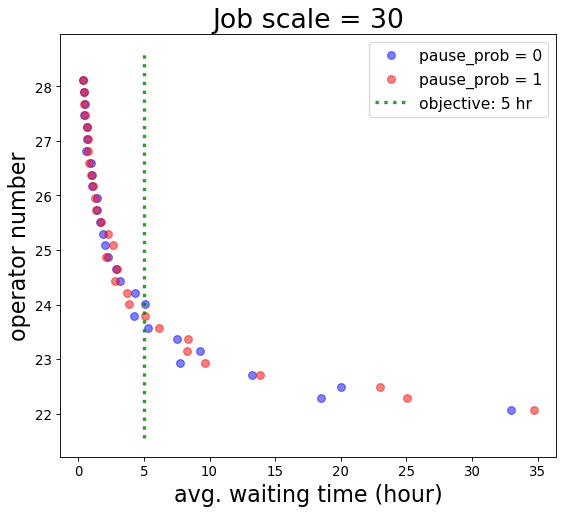 Job scale = 30
pause_prob = 0
pause_prob = 1
objective: 5 hr
operator number
28
27
26
25
24
23
22
0 5 10 15 20 25 30 35
avg. waiting time (hour)